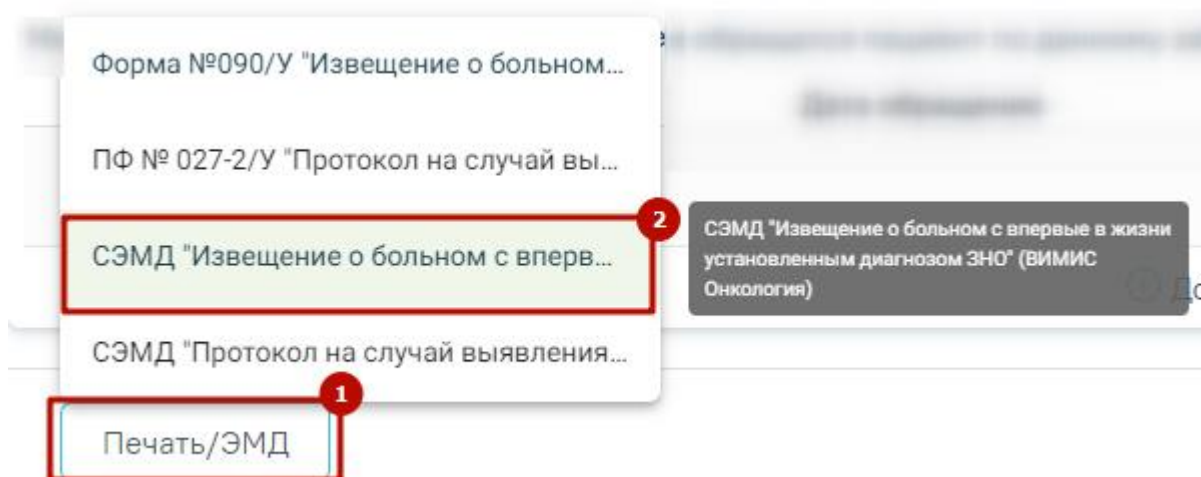 Форма №090/У "Извещение о больном...
ПФ № 027-2/У "Протокол на случай вы...
2
СЭМД "Извещение о больном с вперв...
СЭМД "Извещение о больном с впервые в жизни
установленным диагнозом ЗНО" (ВИМИС
Онкология)
СЭМД "Протокол на случай выявления...
1
Печать/ЭМД